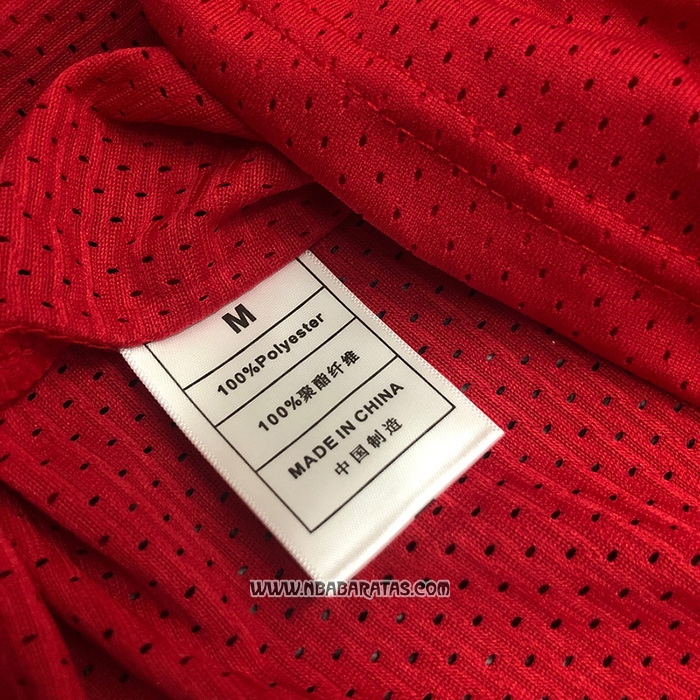 M
100%Polyester
100%聚酯纤维
MADE IN CHINA
中国制造
WWW.NBABARATAS.COM